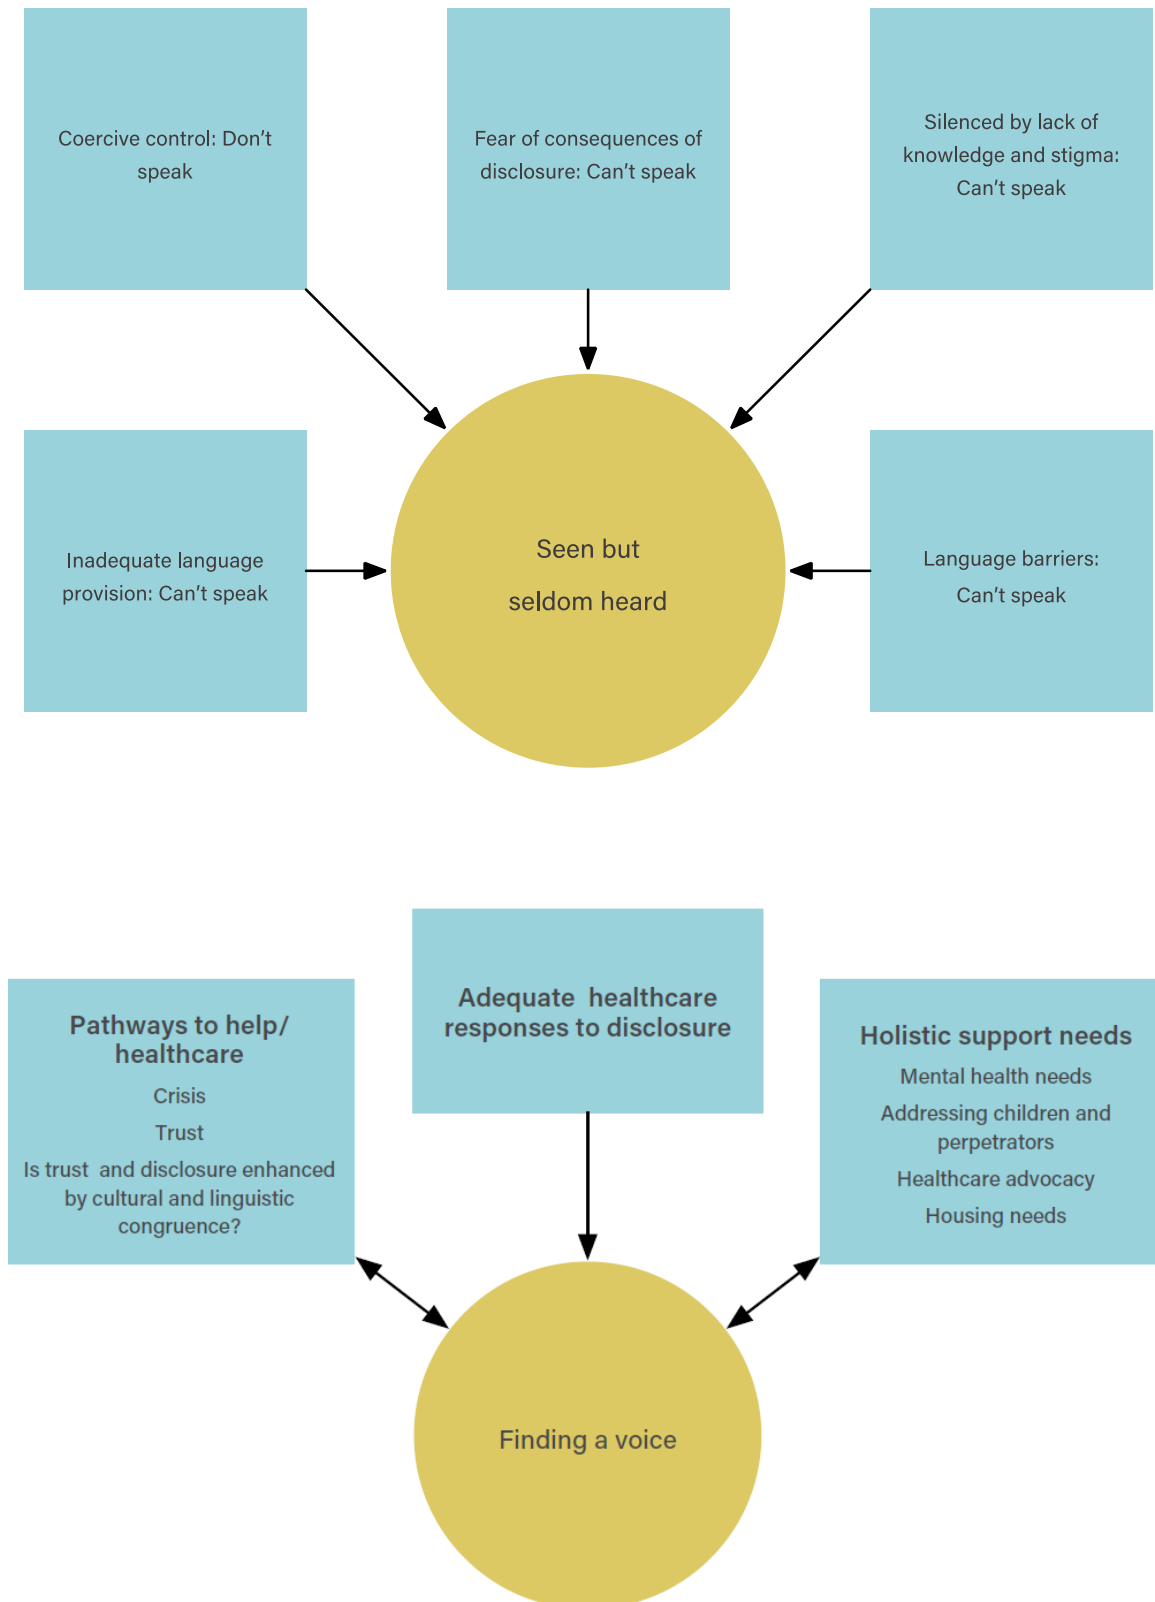 Coercive control: Don't
speak
Fear of consequences of
disclosure: Can't speak
Silenced by lack of
knowledge and stigma:
Can't speak
Inadequate language
provision: Can't speak
Seen but
seldom heard
Language barriers:
Can't speak
Pathways to help/
healthcare
Crisis
Trust
Is trust and disclosure enhanced
by cultural and linguistic
congruence?
Adequate healthcare
responses to disclosure
Holistic support needs
Mental health needs
Addressing children and
perpetrators
Healthcare advocacy
Housing needs
Finding a voice